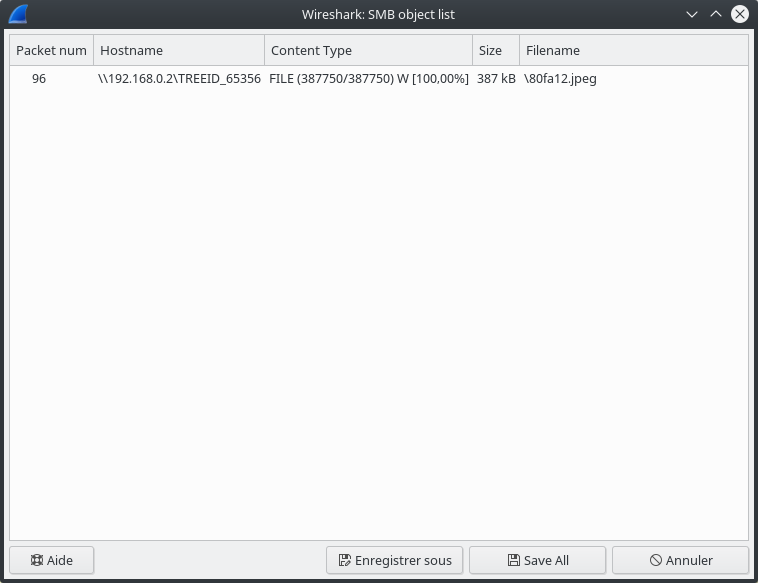 Wireshark: SMB object list
Packet num Hostname Content Type Size Filename
96 \\192.168.0.2\TREEID_65356 FILE (387750/387750) W [100,00%] 387 kB \80fa12.jpeg
Aide Enregistrer sous Save All Annuler